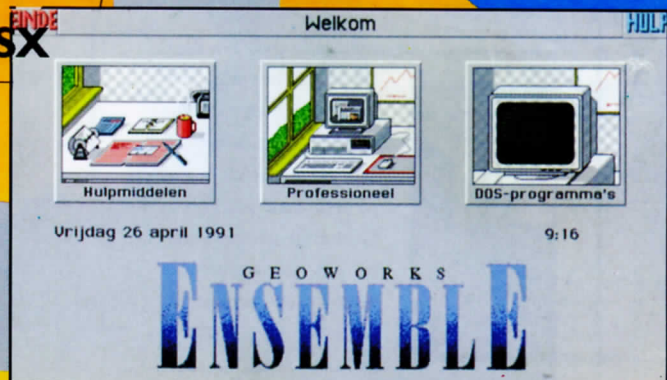 EINDE
Welkom
HULP
SX
Hulpmiddelen
Professioneel
DOS-programma's
Vrijdag 26 april 1991
9:16
GEOWORKS
ENSEMBLE